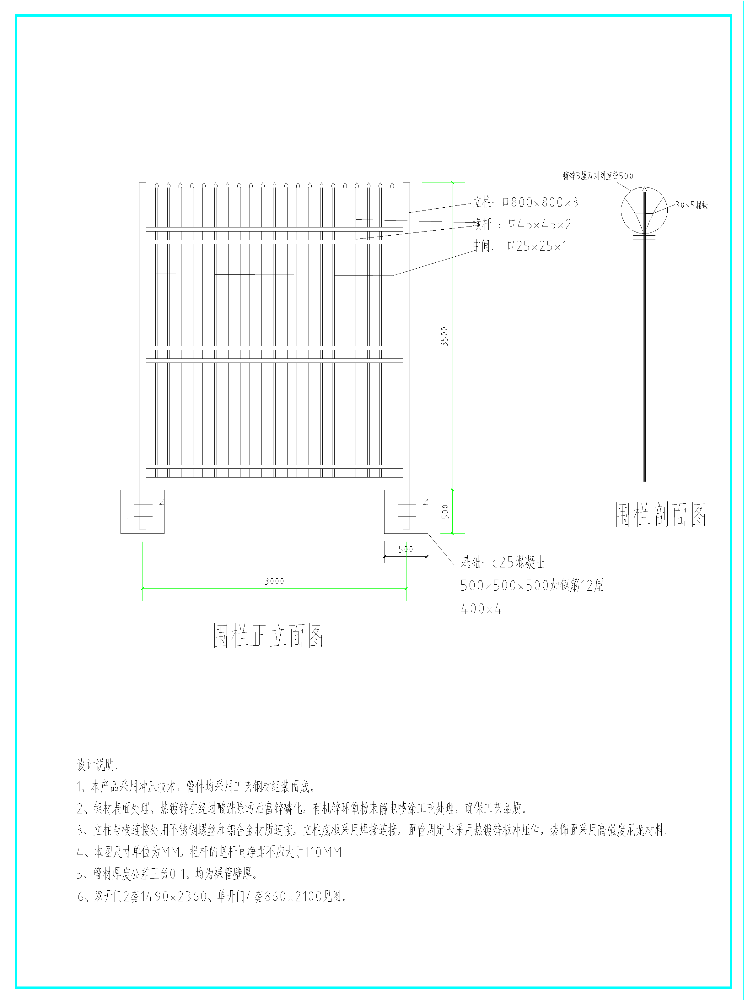 镀锌3厘刀刺网直径500
30×5扁铁
立柱：口800×800×3
横杆：口45×45×2
中间： 口25×25×1
3500
500
500
3000
基础：c25混凝土
500×500×500加钢筋12厘
400×4
围栏剖面图
围栏正立面图
设计说明：
1、本产品采用冲压技术，管件均采用工艺钢材组装而成。
2、钢材表面处理、热镀锌在经过酸洗除污后富锌磷化，有机锌环氧粉末静电喷涂工艺处理，确保工艺品质。
3、立柱与横连接处用不锈钢螺丝和铝合金材质连接，立柱底板采用焊接连接，面管周定卡采用热镀锌板冲压件，装饰面采用高强度尼龙材料。
4、本图尺寸单位为MM，栏杆的坚杆间净距不应大于110MM
5、管材厚度公差正负0.1。均为裸管壁厚。
6、双开门2套1490×2360、单开门4套860×2100见图。